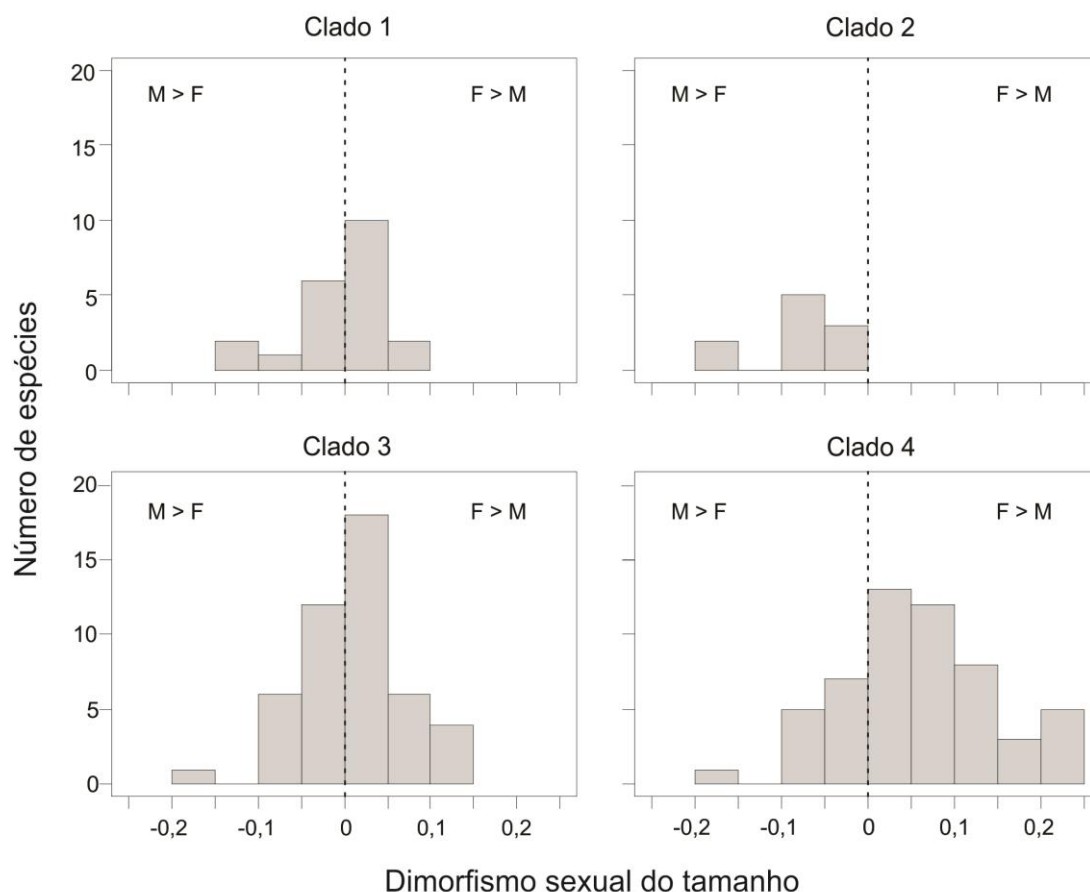 Clado 1
Clado 2
20
M > F
F > M
M > F
F > M
15
10
5
0
Número de espécies
Clado 3
Clado 4
20
M > F
F > M
M > F
F > M
15
10
5
0
-0,2 -0,1 0 0,1 0,2
-0,2 -0,1 0 0,1 0,2
Dimorfismo sexual do tamanho